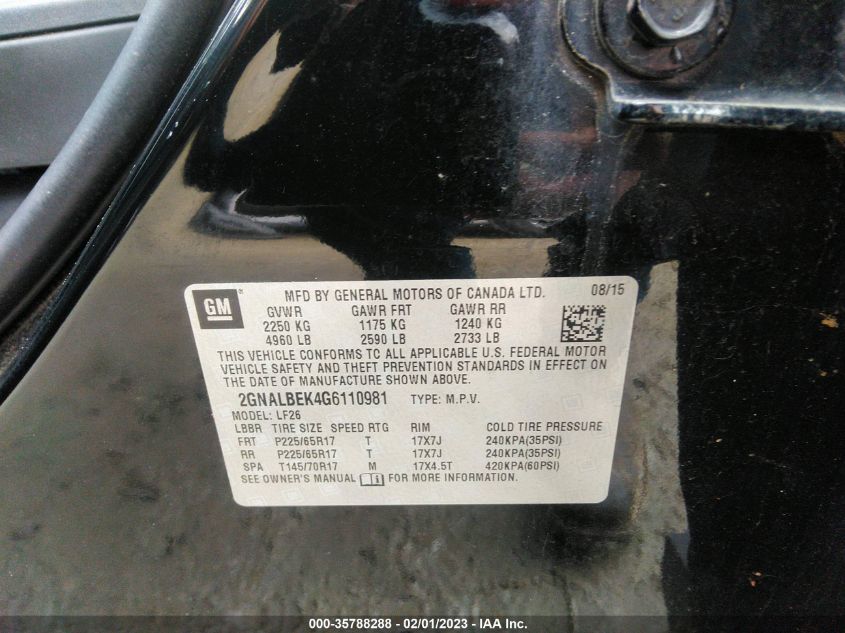 GM
MFD BY GENERAL MOTORS OF CANADA LTD. 08/15
GVWR GAWR FRT GAWR RR
2250 KG 1175 KG 1240 KG
4960 LB 2590 LB 2733 LB
THIS VEHICLE CONFORMS TO ALL APPLICABLE U.S. FEDERAL MOTOR
VEHICLE SAFETY AND THEFT PREVENTION STANDARDS IN EFFECT ON
THE DATE OF MANUFACTURE SHOWN ABOVE.
2GNALBEK4G6110981 TYPE: M.P.V.
MODEL: LF26
LBBR TIRE SIZE SPEED RTG RIM COLD TIRE PRESSURE
FRT P225/65R17 T 17X7J 240KPA(35PSI)
RR P225/65R17 T 17X7J 240KPA(35PSI)
SPA T145/70R17 M 17X4.5T 420KPA(60PSI)
SEE OWNER'S MANUAL FOR MORE INFORMATION.
000-35788288 - 02/01/2023 - IAA Inc.